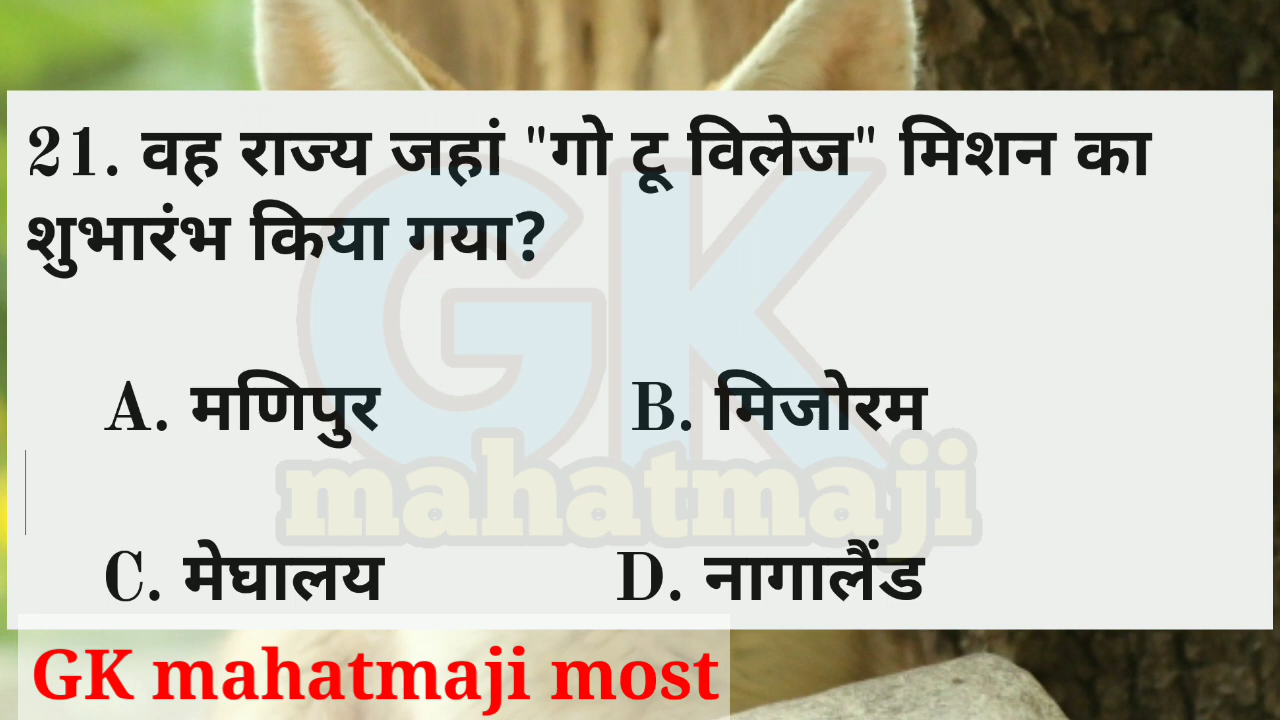 21. वह राज्य जहां "गो टू विलेज" मिशन का
शुभारंभ किया गया?
A. मणिपुर B. मिजोरम
C. मेघालय D. नागालैंड
GK
mahatmaji
GK mahatmaji most